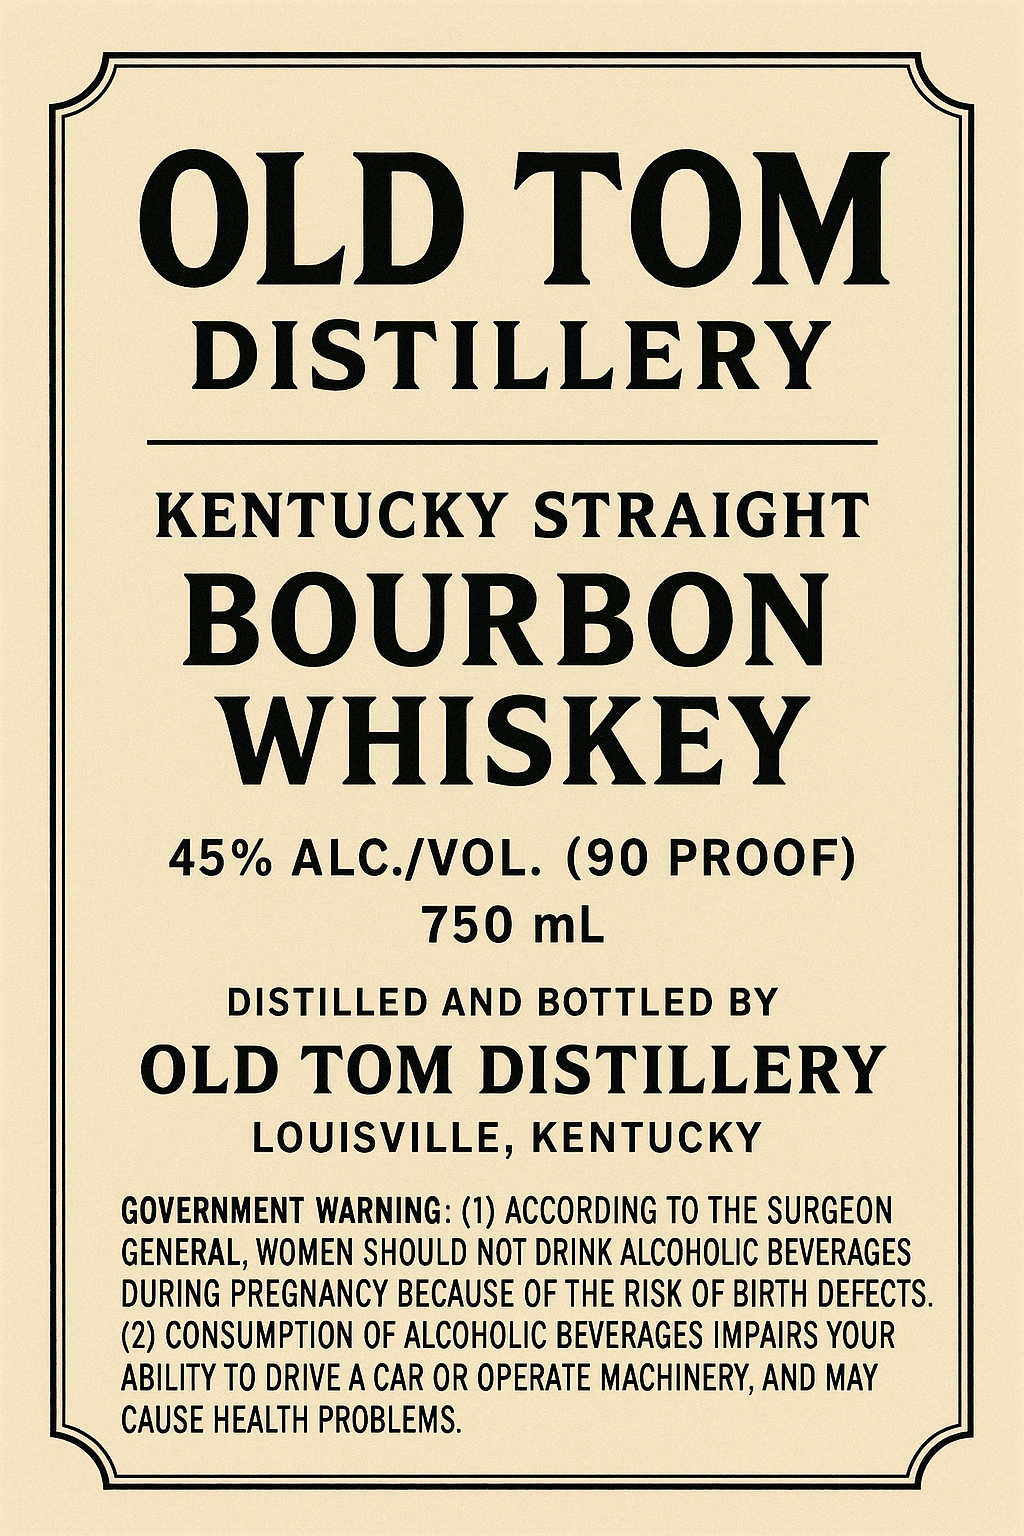 OLD TOM
DISTILLERY
KENTUCKY STRAIGHT
BOURBON
WHISKEY
45% ALC./VOL. (90 PROOF)
750 mL
DISTILLED AND BOTTLED BY
OLD TOM DISTILLERY
LOUISVILLE, KENTUCKY
GOVERNMENT WARNING: (1) ACCORDING TO THE SURGEON
GENERAL, WOMEN SHOULD NOT DRINK ALCOHOLIC BEVERAGES
DURING PREGNANCY BECAUSE OF THE RISK OF BIRTH DEFECTS.
(2) CONSUMPTION OF ALCOHOLIC BEVERAGES IMPAIRS YOUR
ABILITY TO DRIVE A CAR OR OPERATE MACHINERY, AND MAY
CAUSE HEALTH PROBLEMS.